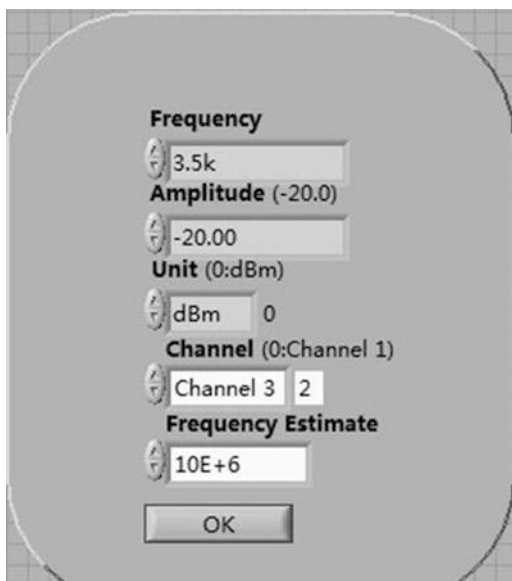 Frequency
3.5k
Amplitude (-20.0)
-20.00
Unit (0:dBm)
dBm 0
Channel (0:Channel 1)
Channel 3 2
Frequency Estimate
10E+6
OK